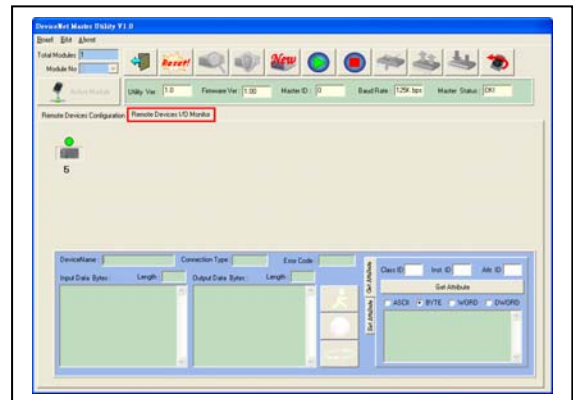 DeviceNet Master Utility V1.0
Board Edit About
Total Modules 1
Module No
Reset!
New
Active Module
Utility Ver : 1.0 Firmware Ver : 1.00 Master ID : 0 Baud Rate : 125K bps Master Status : OK!
Remote Devices Configuration Remote Devices I/O Monitor
5
DeviceName : Connection Type : Error Code :
Input Data Bytes : Length : Output Data Bytes : Length :
Get Attribute
Set Attribute
Class ID Inst. ID Attr. ID
Get Attribute
ASCII BYTE WORD DWORD